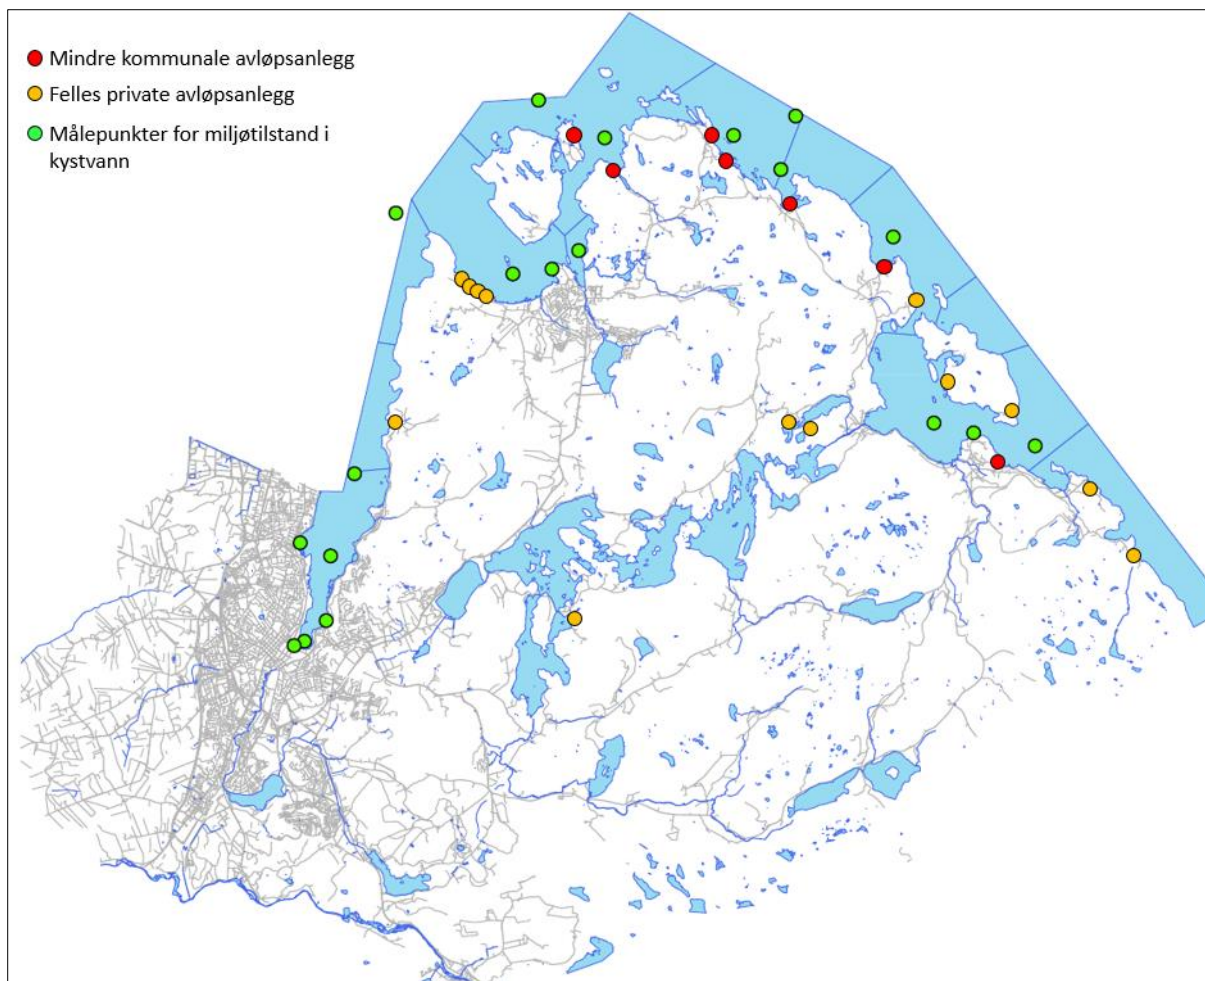 Mindre kommunale avløpsanlegg
Felles private avløpsanlegg
Målepunkter for miljøtilstand i
kystvann